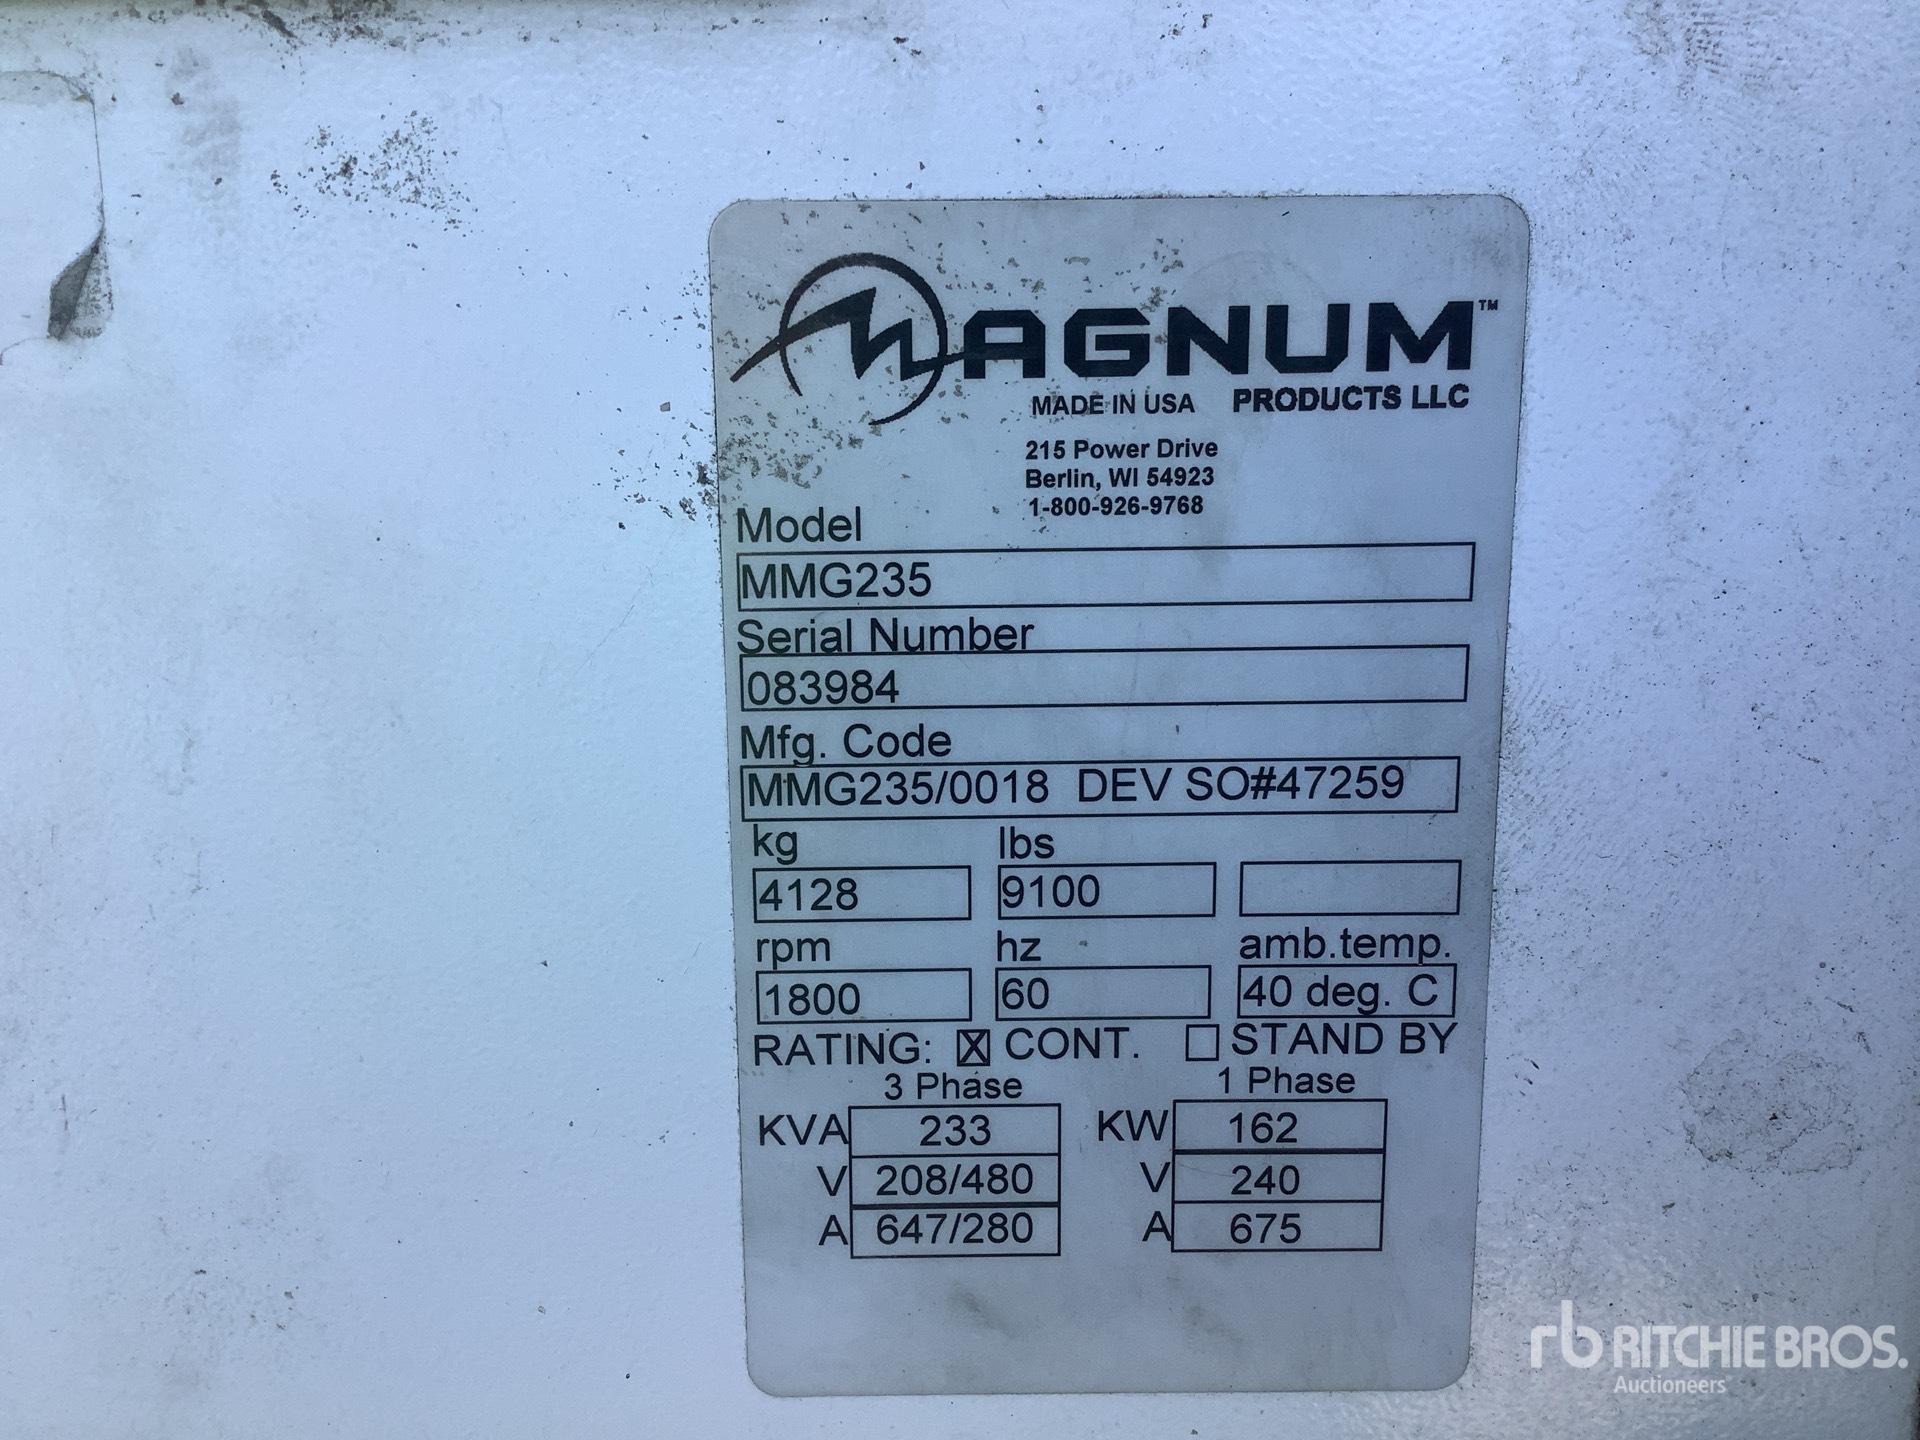 MAGNUM™
MADE IN USA PRODUCTS LLC
215 Power Drive
Berlin, WI 54923
1-800-926-9768
Model
MMG235
Serial Number
083984
Mfg. Code
MMG235/0018 DEV SO#47259
kg lbs
4128 9100
rpm hz amb.temp.
1800 60 40 deg. C
RATING: X CONT. STAND BY
3 Phase 1 Phase
KVA 233 KW 162
V 208/480 V 240
A 647/280 A 675
rb RITCHIE BROS.
Auctioneers